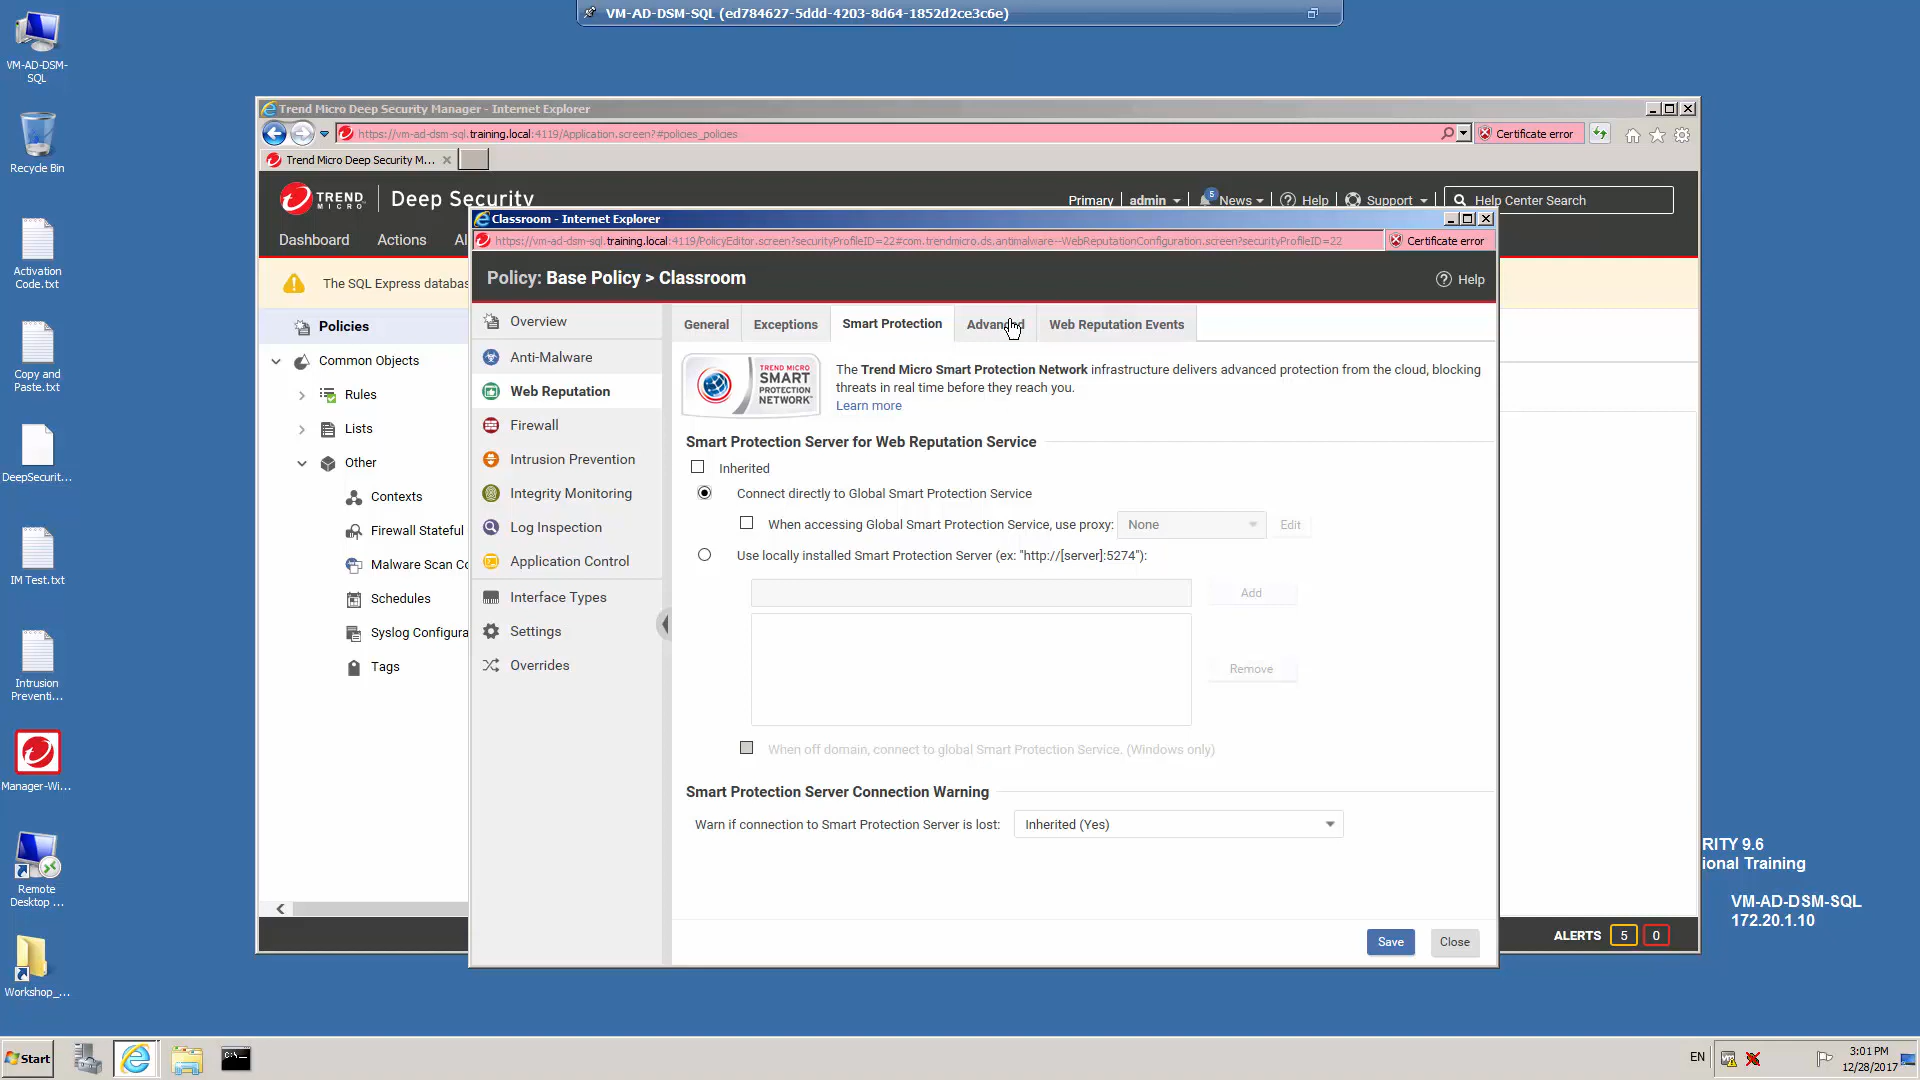 VM-AD-DSM-SQL (ed784627-5ddd-4203-8d64-1852d2ce3c6e)
VM-AD-DSM-
SQL
Recycle Bin
Activation
Code.txt
Copy and
Paste.txt
DeepSecurit...
IM Test.txt
Intrusion
Preventi...
Manager-Wi...
Remote
Desktop ...
Workshop_...
Trend Micro Deep Security Manager - Internet Explorer
https://vm-ad-dsm-sql.training.local:4119/Application.screen?#policies_policies
Certificate error
Trend Micro Deep Security M...
TREND
MICRO
Deep Security
Primary
admin
5
News
Help
Support
Help Center Search
Dashboard
Actions
Al
The SQL Express databas
Policies
Common Objects
Rules
Lists
Other
Contexts
Firewall Stateful
Malware Scan Co
Schedules
Syslog Configura
Tags
Classroom - Internet Explorer
https://vm-ad-dsm-sql.training.local:4119/PolicyEditor.screen?securityProfileID=22#com.trendmicro.ds.antimalware--WebReputationConfiguration.screen?securityProfileID=22
Certificate error
Policy: Base Policy > Classroom
Help
Overview
Anti-Malware
Web Reputation
Firewall
Intrusion Prevention
Integrity Monitoring
Log Inspection
Application Control
Interface Types
Settings
Overrides
General
Exceptions
Smart Protection
Advanced
Web Reputation Events
TREND MICRO
SMART
PROTECTION
NETWORK
The Trend Micro Smart Protection Network infrastructure delivers advanced protection from the cloud, blocking
threats in real time before they reach you.
Learn more
Smart Protection Server for Web Reputation Service
Inherited
Connect directly to Global Smart Protection Service
When accessing Global Smart Protection Service, use proxy:
None
Edit
Use locally installed Smart Protection Server (ex: "http://[server]:5274"):
Add
Remove
When off domain, connect to global Smart Protection Service. (Windows only)
Smart Protection Server Connection Warning
Warn if connection to Smart Protection Server is lost:
Inherited (Yes)
Save
Close
RITY 9.6
ional Training
VM-AD-DSM-SQL
172.20.1.10
ALERTS
5
0
Start
C:\
EN
3:01 PM
12/28/2017